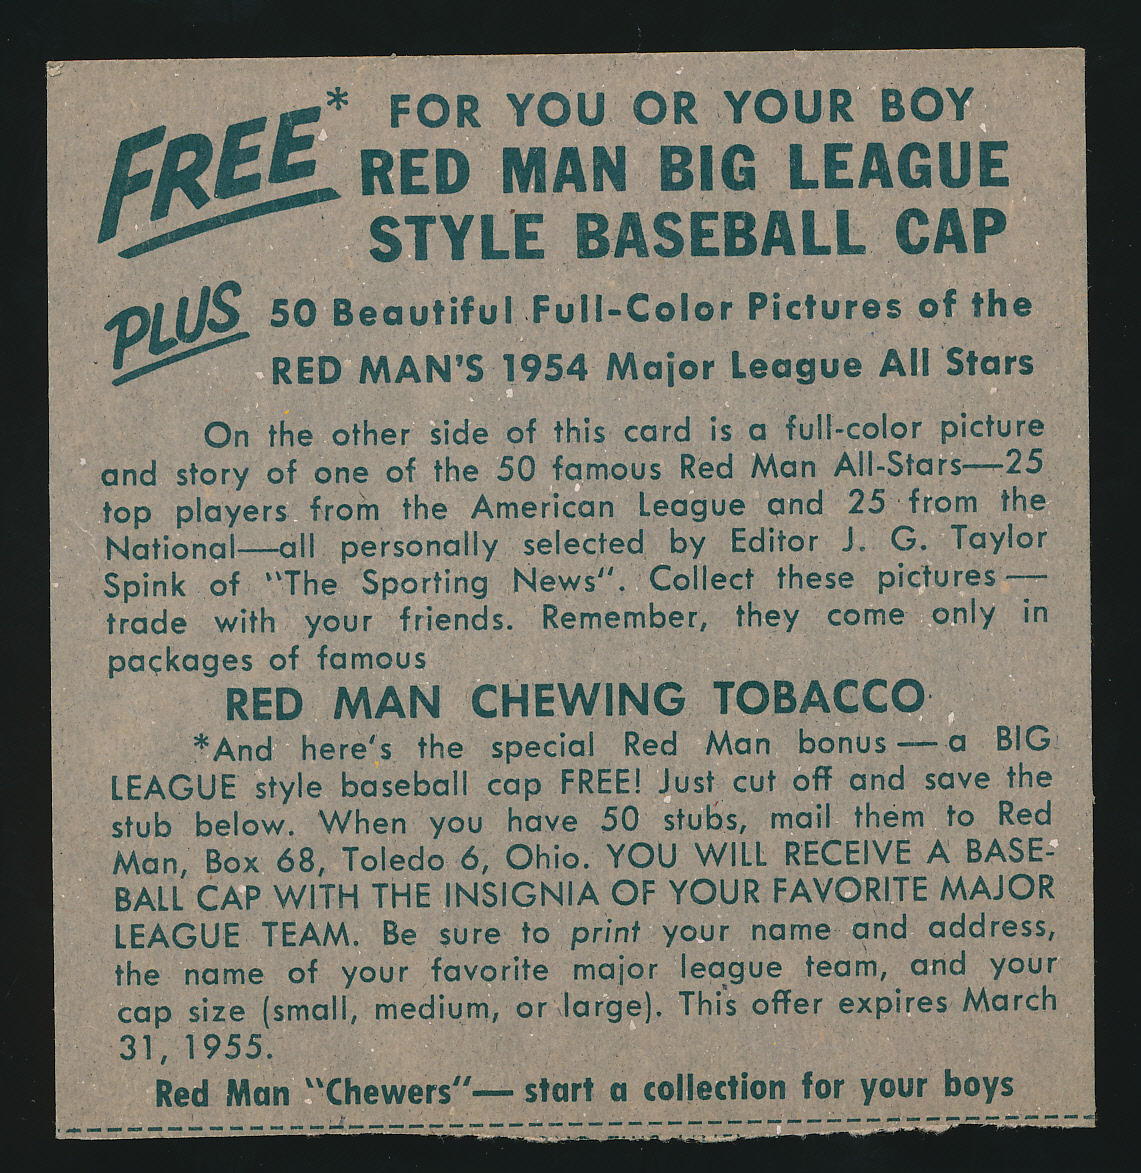 FREE* FOR YOU OR YOUR BOY
RED MAN BIG LEAGUE
STYLE BASEBALL CAP
PLUS 50 Beautiful Full-Color Pictures of the
RED MAN'S 1954 Major League All Stars
On the other side of this card is a full-color picture
and story of one of the 50 famous Red Man All-Stars—25
top players from the American League and 25 from the
National—all personally selected by Editor J. G. Taylor
Spink of "The Sporting News". Collect these pictures—
trade with your friends. Remember, they come only in
packages of famous
RED MAN CHEWING TOBACCO
*And here's the special Red Man bonus—a BIG
LEAGUE style baseball cap FREE! Just cut off and save the
stub below. When you have 50 stubs, mail them to Red
Man, Box 68, Toledo 6, Ohio. YOU WILL RECEIVE A BASE-
BALL CAP WITH THE INSIGNIA OF YOUR FAVORITE MAJOR
LEAGUE TEAM. Be sure to print your name and address,
the name of your favorite major league team, and your
cap size (small, medium, or large). This offer expires March
31, 1955.
Red Man "Chewers"—start a collection for your boys